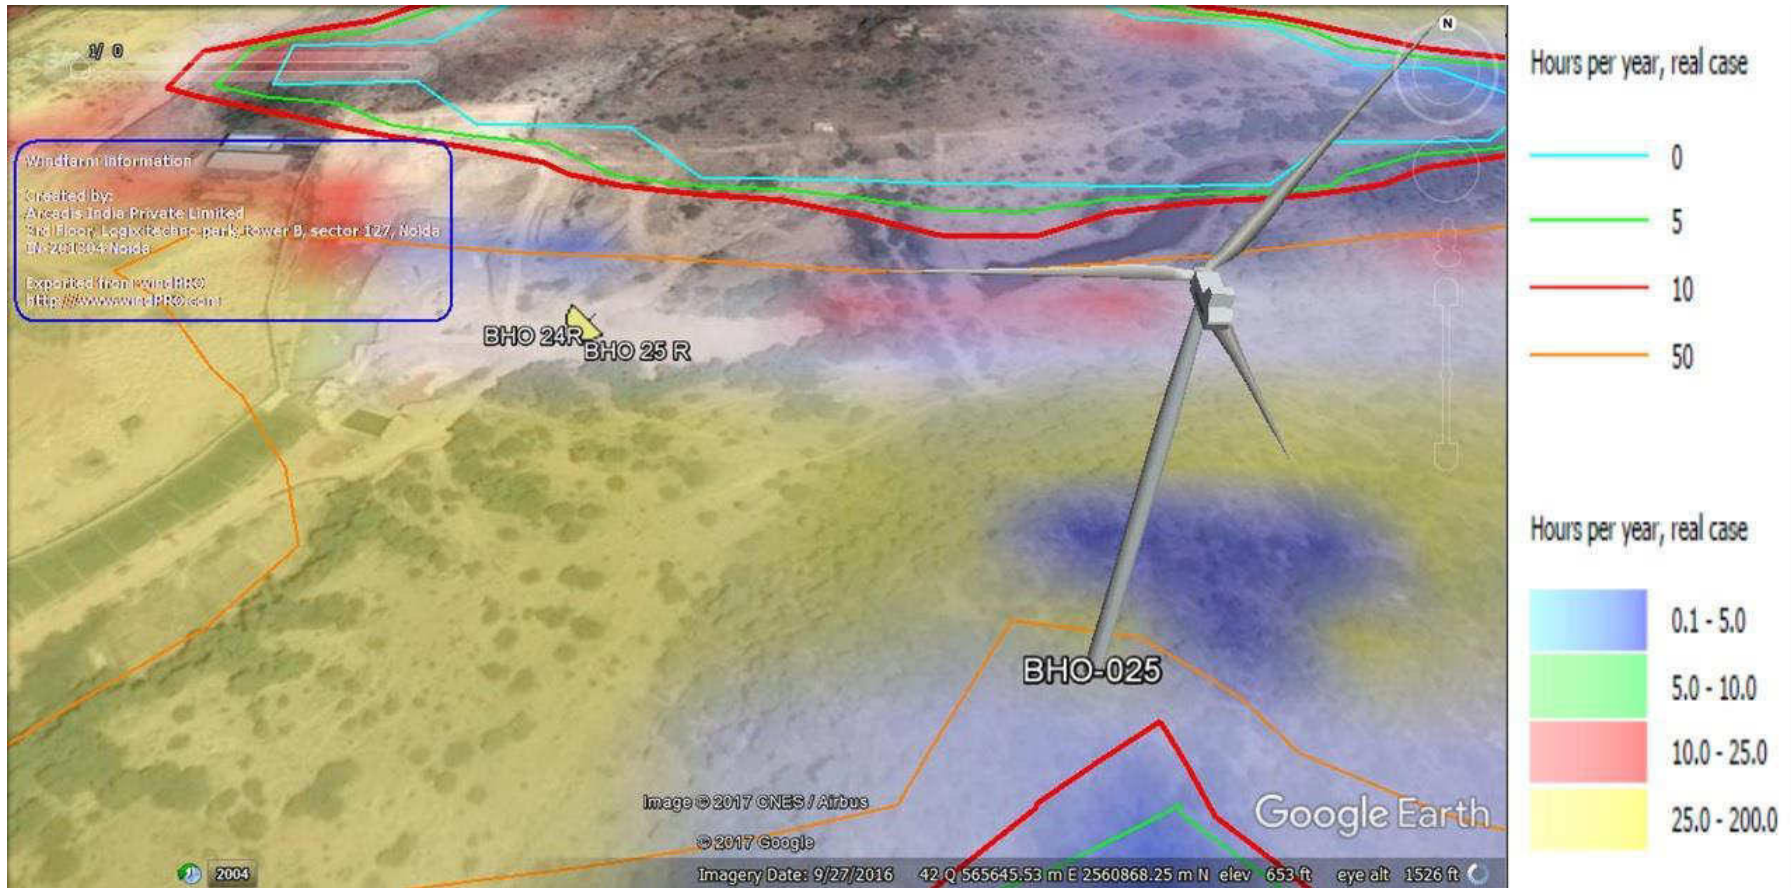 1/ 0
N
Windfarm information
Created by:
Arcadis India Private Limited
3rd Floor, Logix techno park, tower B, sector 127, Noida
IN-201304 Noida
Exported from windPRO
http://www.windPRO.com
BHO 24R
BHO 25 R
BHO-025
Image © 2017 CNES / Airbus
© 2017 Google
Google Earth
2004
Imagery Date: 9/27/2016 42 Q 565645.53 m E 2560868.25 m N elev 653 ft eye alt 1526 ft
Hours per year, real case
0
5
10
50
Hours per year, real case
0.1 - 5.0
5.0 - 10.0
10.0 - 25.0
25.0 - 200.0